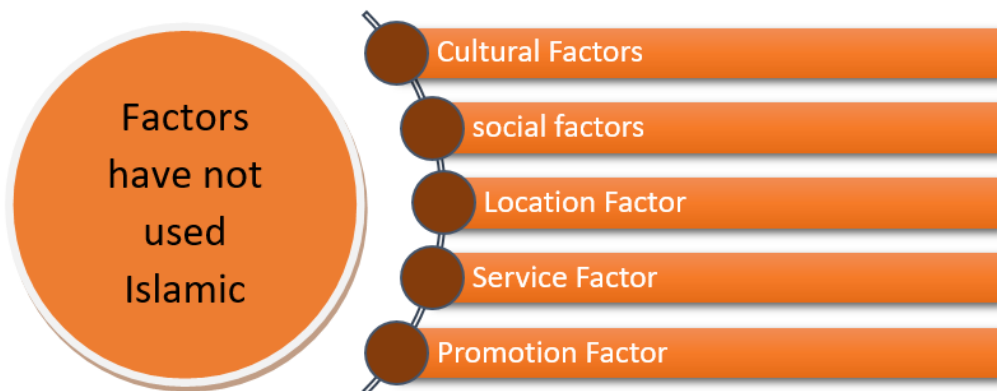 Factors
have not
used
Islamic
Cultural Factors
social factors
Location Factor
Service Factor
Promotion Factor